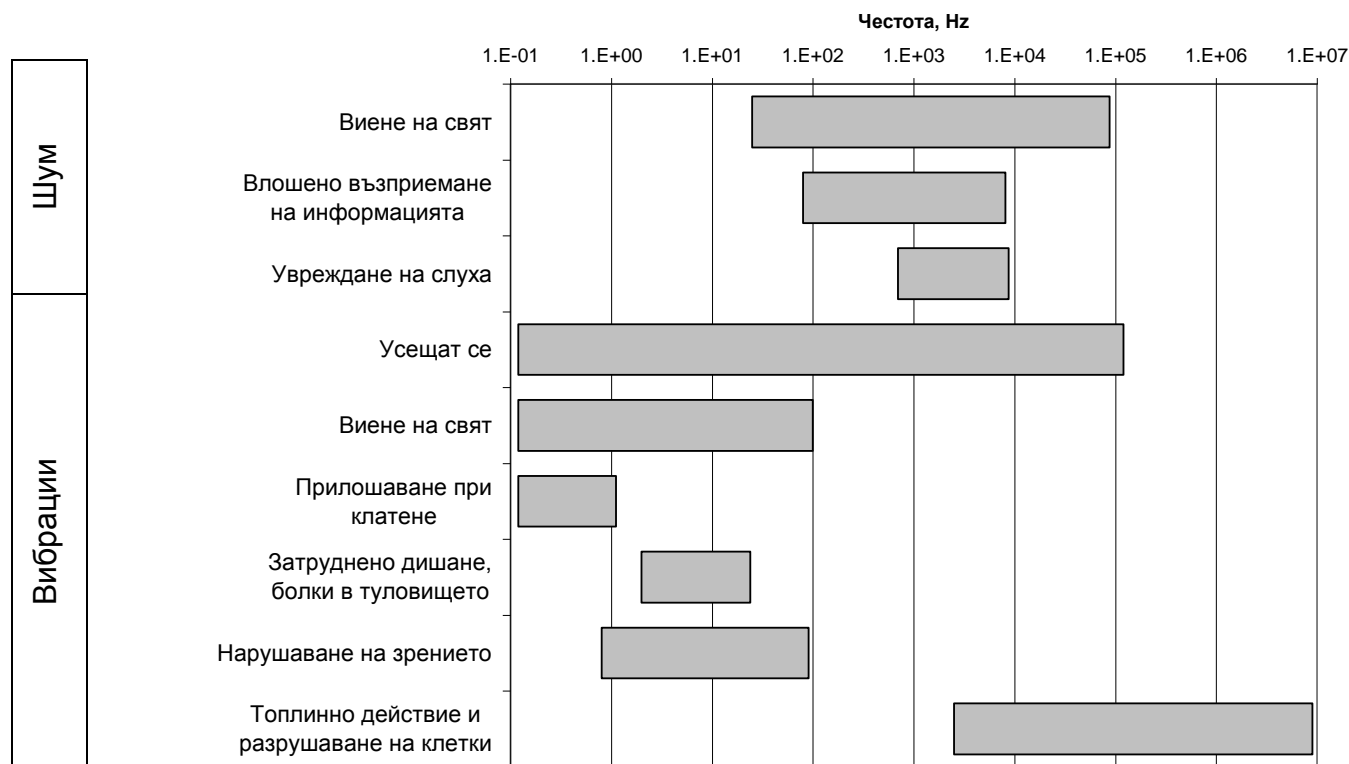 Честота, Hz
1.E-01 1.E+00 1.E+01 1.E+02 1.E+03 1.E+04 1.E+05 1.E+06 1.E+07
Шум
Виене на свят
Влошено възприемане
на информацията
Увреждане на слуха
Вибрации
Усещат се
Виене на свят
Прилошаване при
клатене
Затруднено дишане,
болки в туловището
Нарушаване на зрението
Топлинно действие и
разрушаване на клетки